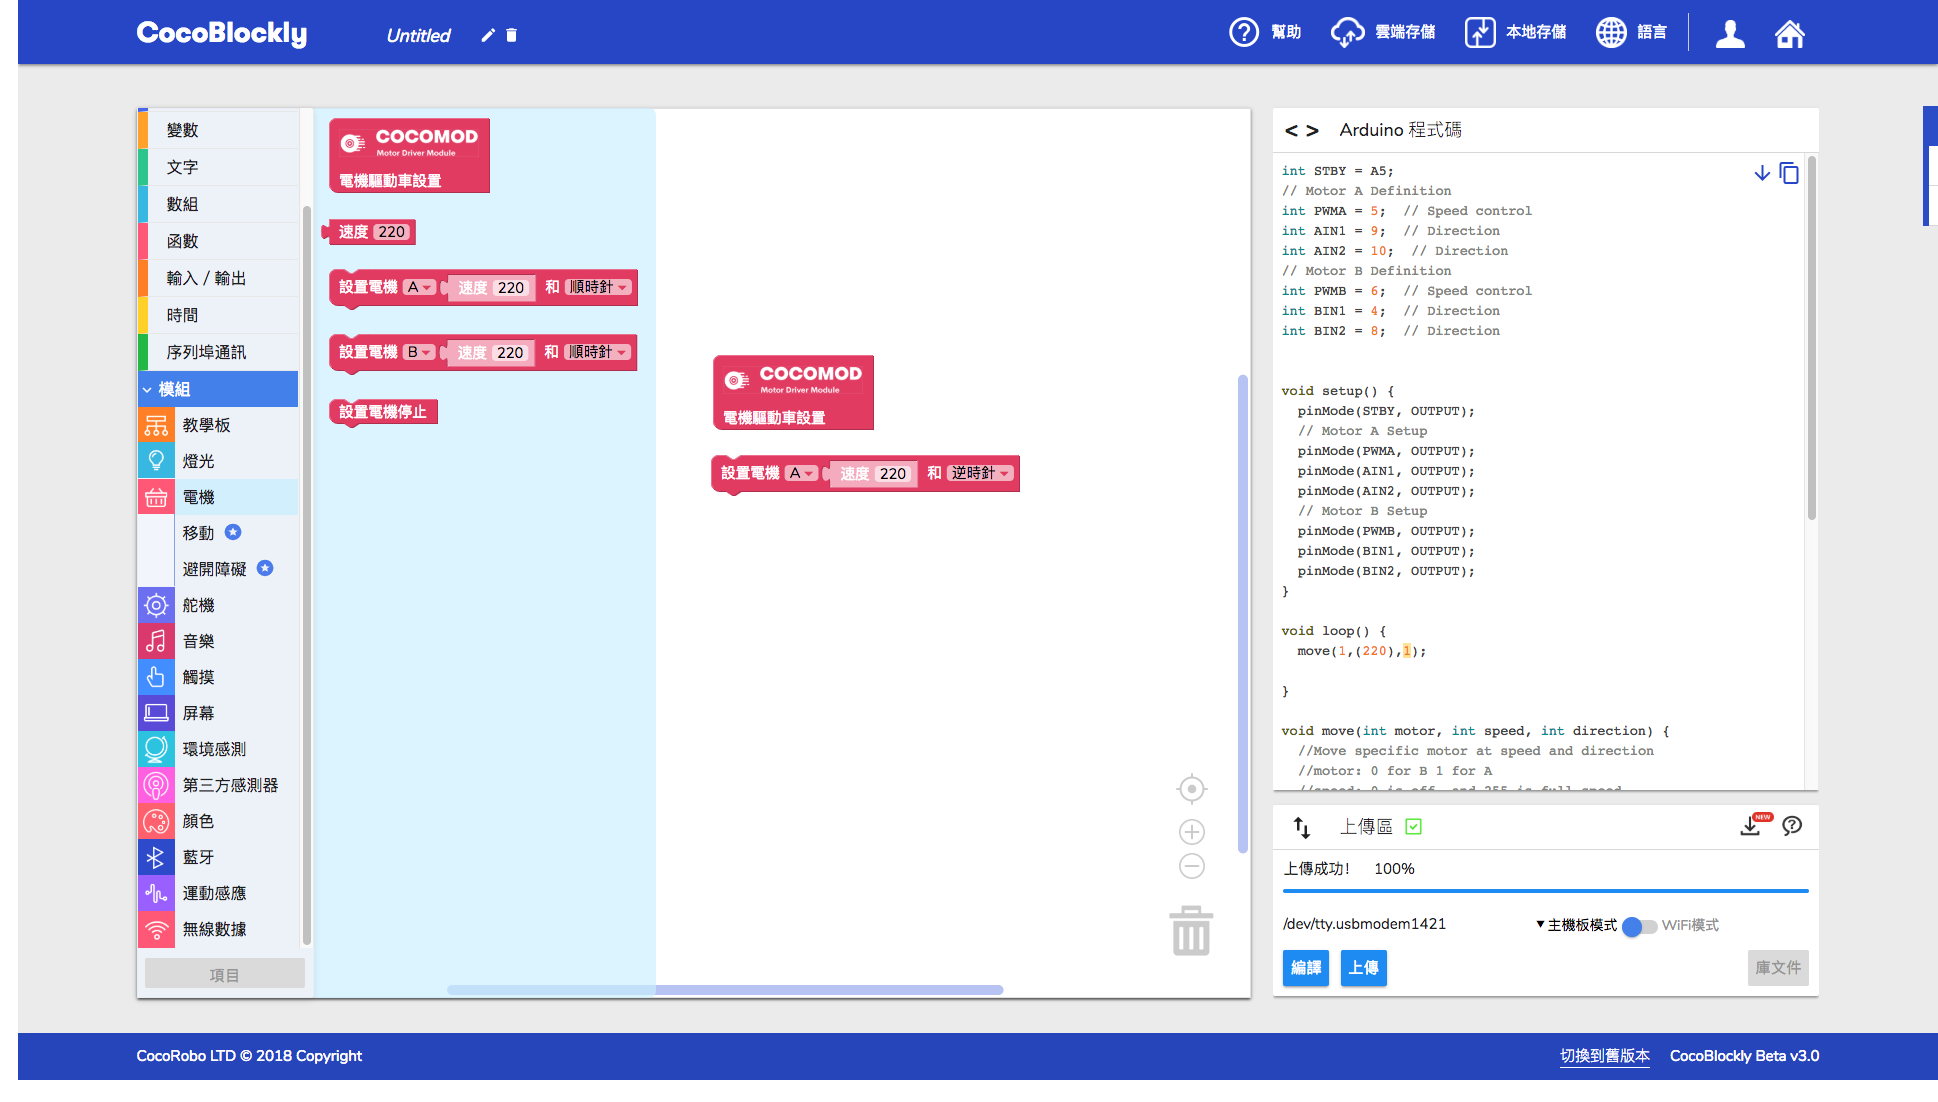 CocoBlockly
Untitled
幫助
雲端存儲
本地存儲
語言
變數
文字
數組
函數
輸入 / 輸出
時間
序列埠通訊
模組
教學板
燈光
電機
移動
避開障礙
舵機
音樂
觸摸
屏幕
環境感測
第三方感測器
顏色
藍牙
運動感應
無線數據
項目
COCOMOD
Motor Driver Module
電機驅動車設置
速度 220
設置電機 A 速度 220 和 順時針
設置電機 B 速度 220 和 順時針
設置電機停止
COCOMOD
Motor Driver Module
電機驅動車設置
設置電機 A 速度 220 和 逆時針
< > Arduino 程式碼
int STBY = A5;
// Motor A Definition
int PWMA = 5; // Speed control
int AIN1 = 9; // Direction
int AIN2 = 10; // Direction
// Motor B Definition
int PWMB = 6; // Speed control
int BIN1 = 4; // Direction
int BIN2 = 8; // Direction
void setup() {
pinMode(STBY, OUTPUT);
// Motor A Setup
pinMode(PWMA, OUTPUT);
pinMode(AIN1, OUTPUT);
pinMode(AIN2, OUTPUT);
// Motor B Setup
pinMode(PWMB, OUTPUT);
pinMode(BIN1, OUTPUT);
pinMode(BIN2, OUTPUT);
}
void loop() {
move(1,(220),1);
}
void move(int motor, int speed, int direction) {
//Move specific motor at speed and direction
//motor: 0 for B 1 for A
//speed: 0 is off, and 255 is full speed
上傳區
NEW
上傳成功! 100%
/dev/tty.usbmodem1421
▼主機板模式
WiFi模式
編譯
上傳
庫文件
CocoRobo LTD © 2018 Copyright
切換到舊版本
CocoBlockly Beta v3.0